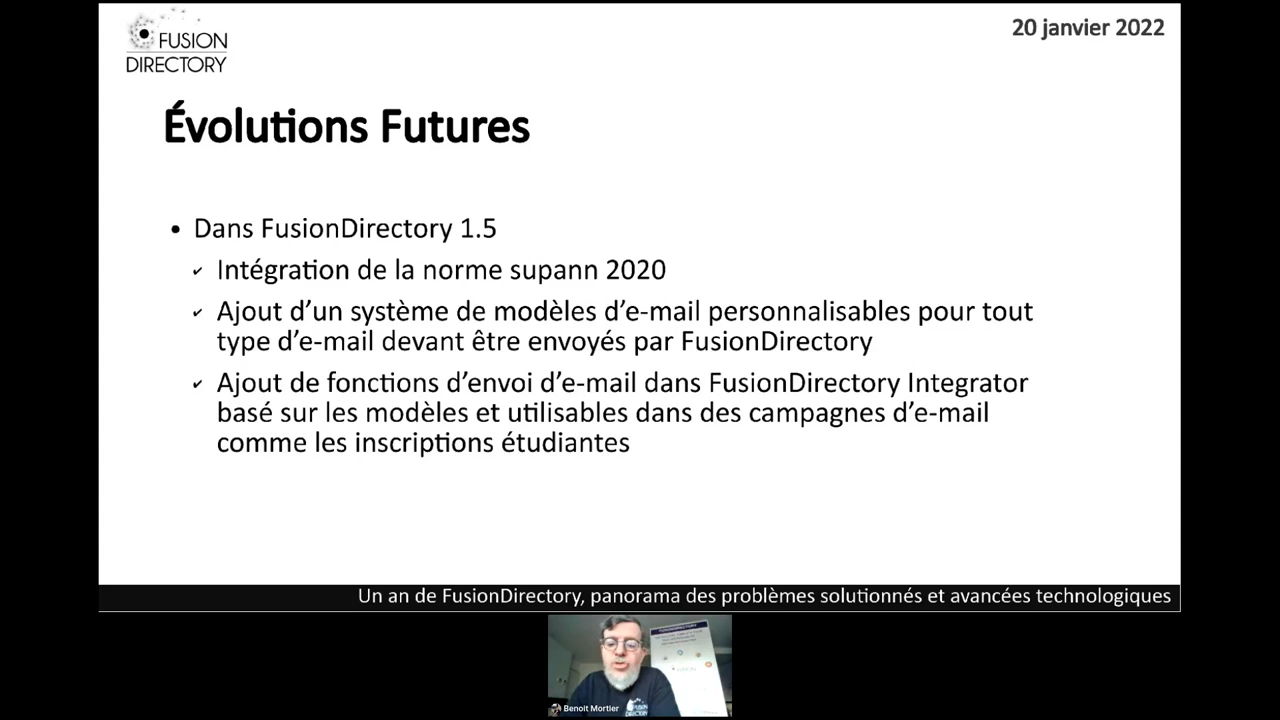 FUSION
DIRECTORY
20 janvier 2022
Évolutions Futures
• Dans FusionDirectory 1.5
✓ Intégration de la norme supann 2020
✓ Ajout d’un système de modèles d’e-mail personnalisables pour tout
type d’e-mail devant être envoyés par FusionDirectory
✓ Ajout de fonctions d’envoi d’e-mail dans FusionDirectory Integrator
basé sur les modèles et utilisables dans des campagnes d’e-mail
comme les inscriptions étudiantes
Un an de FusionDirectory, panorama des problèmes solutionnés et avancées technologiques
Benoit Mortier
FUSION
DIRECTORY